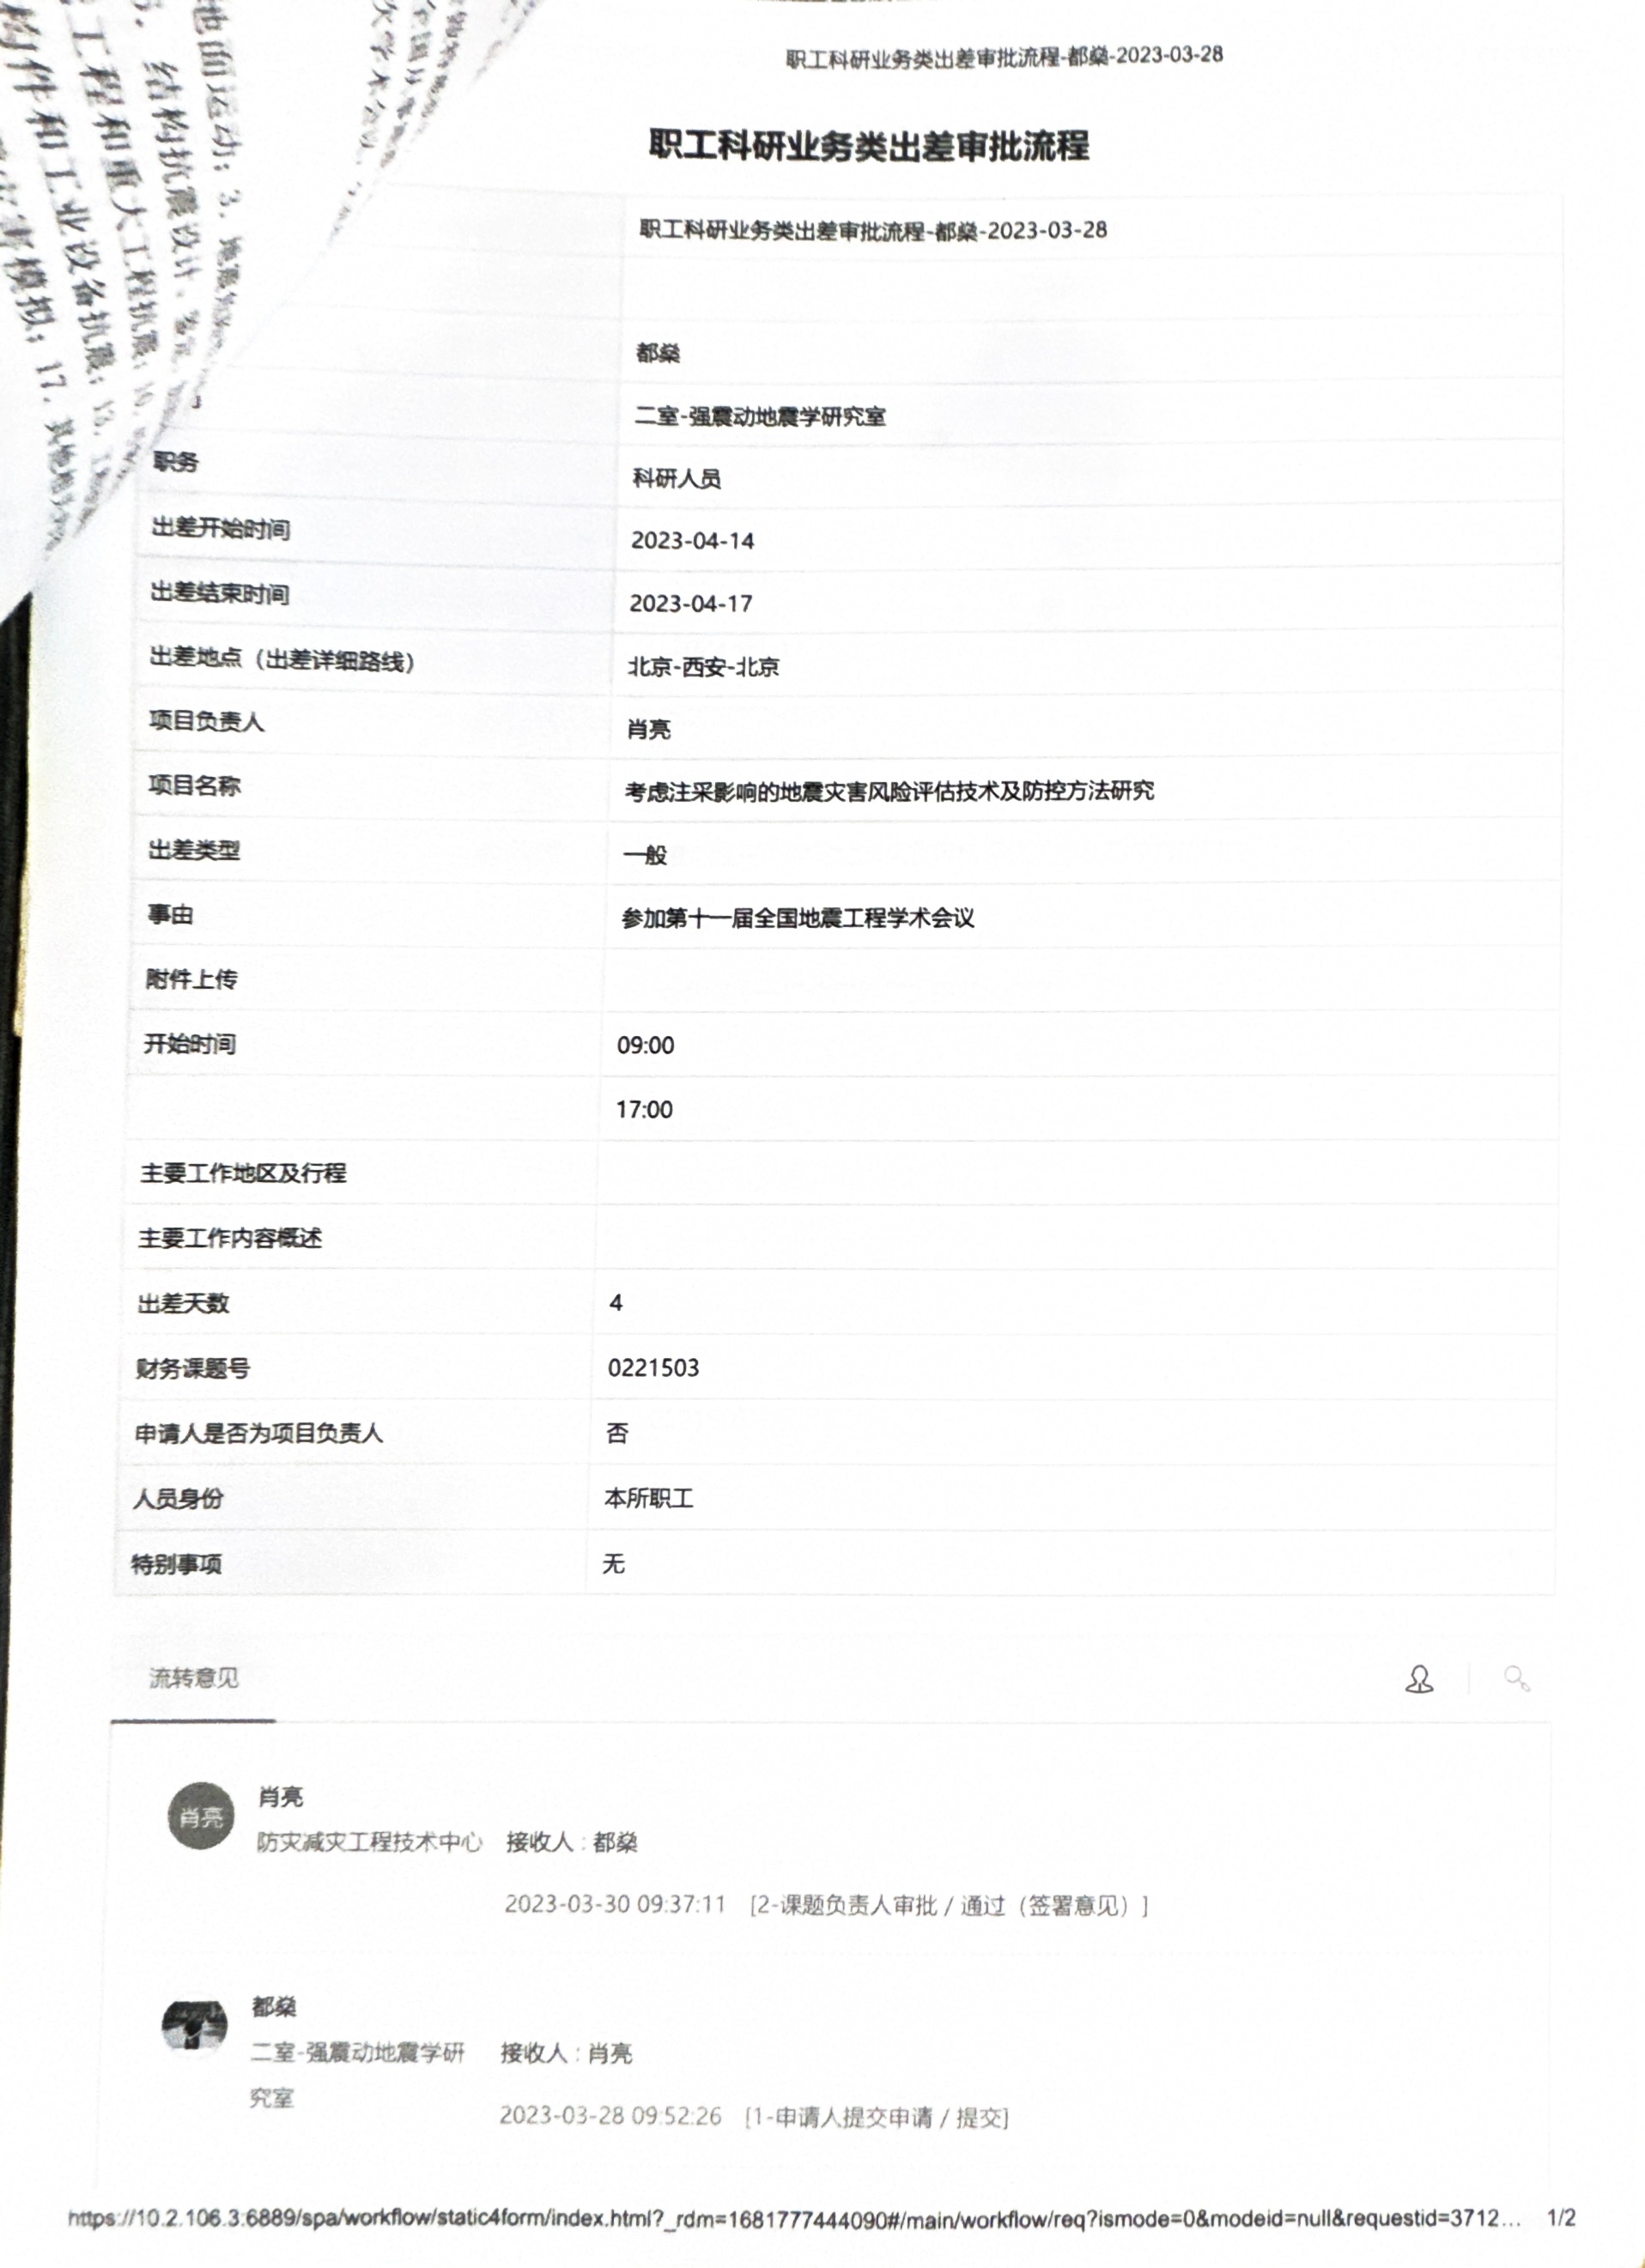 职工科研业务类出差审批流程-都燊-2023-03-28
职工科研业务类出差审批流程
职工科研业务类出差审批流程-都燊-2023-03-28
都燊
二室-强震动地震学研究室
职务 科研人员
出差开始时间 2023-04-14
出差结束时间 2023-04-17
出差地点（出差详细路线） 北京-西安-北京
项目负责人 肖亮
项目名称 考虑注采影响的地震灾害风险评估技术及防控方法研究
出差类型 一般
事由 参加第十一届全国地震工程学术会议
附件上传
开始时间 09:00
17:00
主要工作地区及行程
主要工作内容概述
出差天数 4
财务课题号 0221503
申请人是否为项目负责人 否
人员身份 本所职工
特别事项 无
流转意见
肖亮 肖亮
防灾减灾工程技术中心 接收人：都燊
2023-03-30 09:37:11 [2-课题负责人审批 / 通过（签署意见）]
都燊
二室-强震动地震学研 接收人：肖亮
究室
2023-03-28 09:52:26 [1-申请人提交申请 / 提交]
https://10.2.106.3:6889/spa/workflow/static4form/index.html?_rdm=1681777444090#/main/workflow/req?ismode=0&modeid=null&requestid=3712... 1/2
地面运动；3.
结构抗震设计、
工程和重大工程抗震；
构件和工业设备抗震；
模拟；17.